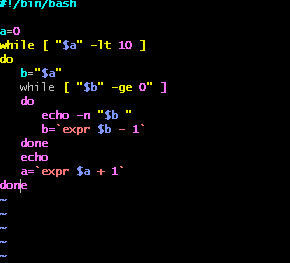 #!/bin/bash
a=0
while [ "$a" -lt 10 ]
do
b="$a"
while [ "$b" -ge 0" ]
do
echo -n "$b "
b=`expr $b - 1`
done
echo
a=`expr $a + 1`
done
~
~
~
~
~